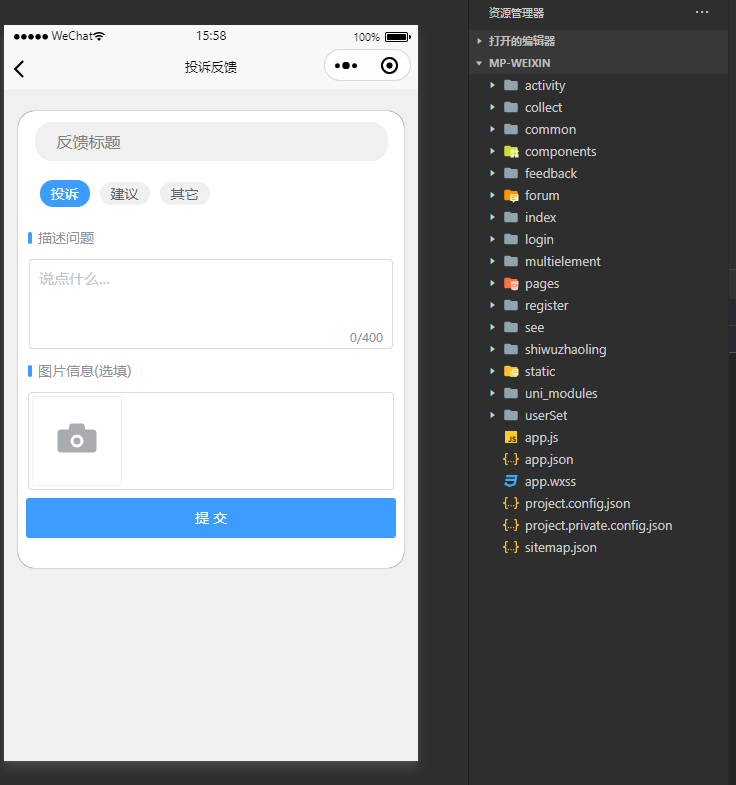 WeChat
15:58
100%
投诉反馈
反馈标题
投诉
建议
其它
描述问题
说点什么...
0/400
图片信息(选填)
提 交
资源管理器
打开的编辑器
MP-WEIXIN
activity
collect
common
components
feedback
forum
index
login
multielement
pages
register
see
shiwuzhaoling
static
uni_modules
userSet
JS app.js
{..} app.json
app.wxss
{..} project.config.json
{..} project.private.config.json
{..} sitemap.json